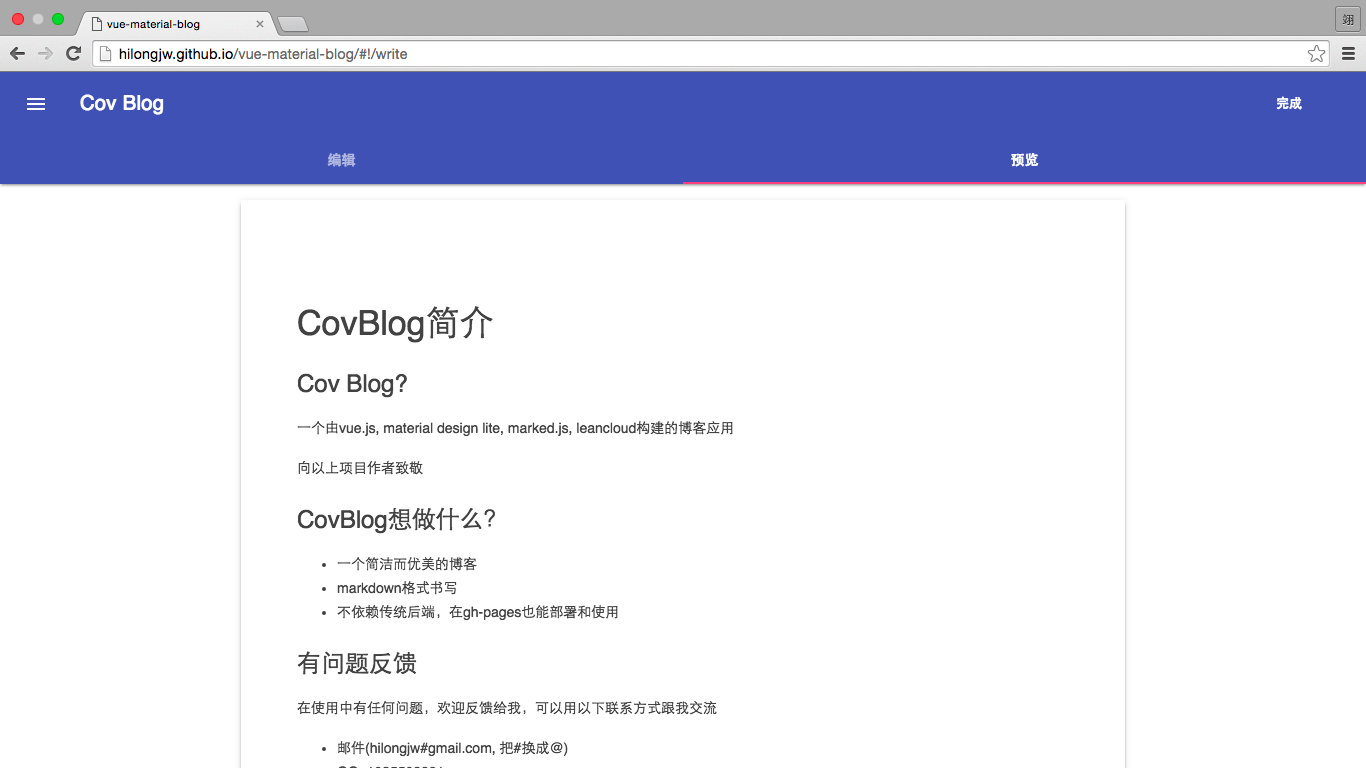 vue-material-blog
翊
hilongjw.github.io/vue-material-blog/#!/write
Cov Blog
完成
编辑
预览
CovBlog简介
Cov Blog?
一个由vue.js, material design lite, marked.js, leancloud构建的博客应用
向以上项目作者致敬
CovBlog想做什么？
一个简洁而优美的博客
markdown格式书写
不依赖传统后端，在gh-pages也能部署和使用
有问题反馈
在使用中有任何问题，欢迎反馈给我，可以用以下联系方式跟我交流
邮件(hilongjw#gmail.com, 把#换成@)